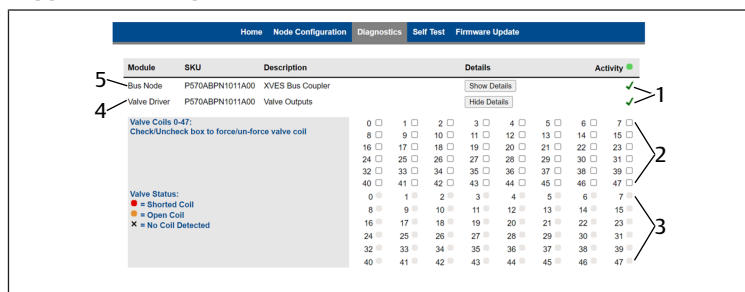 Home Node Configuration Diagnostics Self Test Firmware Update
Module SKU Description Details Activity
5 Bus Node P570ABPN1011A00 XVES Bus Coupler Show Details 1
4 Valve Driver P570ABPN1011A00 Valve Outputs Hide Details
Valve Coils 0-47: 0 1 2 3 4 5 6 7
Check/Uncheck box to force/un-force valve coil 8 9 10 11 12 13 14 15
16 17 18 19 20 21 22 23 2
24 25 26 27 28 29 30 31
32 33 34 35 36 37 38 39
40 41 42 43 44 45 46 47
Valve Status: 0 1 2 3 4 5 6 7
= Shorted Coil
= Open Coil 8 9 10 11 12 13 14 15
X = No Coil Detected 16 17 18 19 20 21 22 23 3
24 25 26 27 28 29 30 31
32 33 34 35 36 37 38 39
40 41 42 43 44 45 46 47